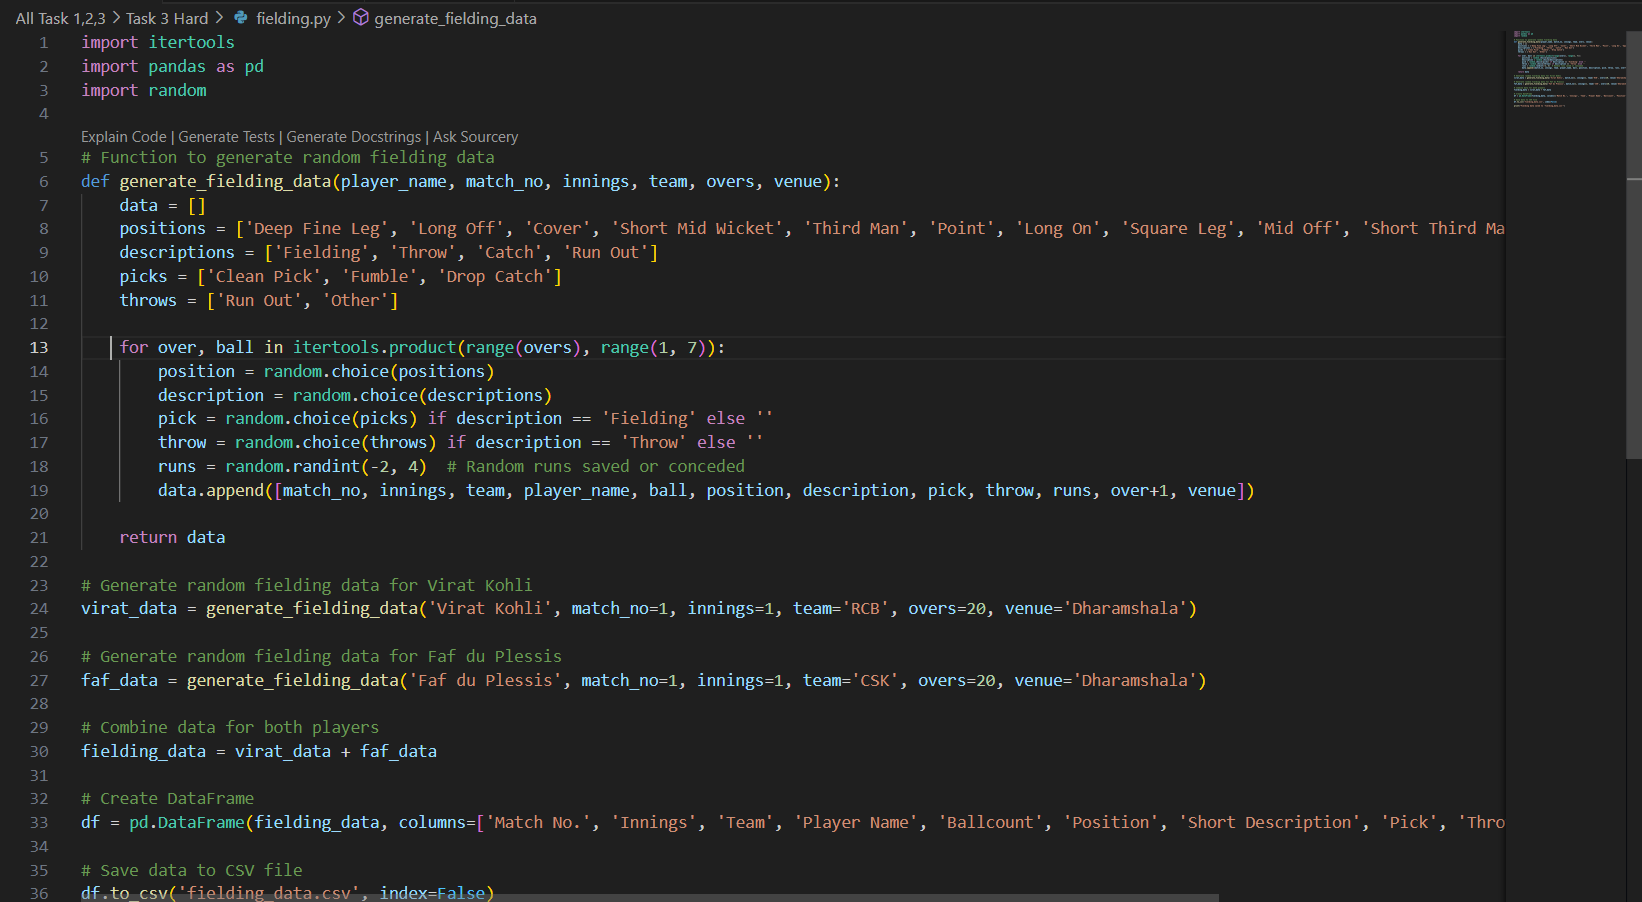 All Task 1,2,3 > Task 3 Hard > fielding.py > generate_fielding_data
1 import itertools
2 import pandas as pd
3 import random
4
Explain Code | Generate Tests | Generate Docstrings | Ask Sourcery
5 # Function to generate random fielding data
6 def generate_fielding_data(player_name, match_no, innings, team, overs, venue):
7     data = []
8     positions = ['Deep Fine Leg', 'Long Off', 'Cover', 'Short Mid Wicket', 'Third Man', 'Point', 'Long On', 'Square Leg', 'Mid Off', 'Short Third Ma
9     descriptions = ['Fielding', 'Throw', 'Catch', 'Run Out']
10     picks = ['Clean Pick', 'Fumble', 'Drop Catch']
11     throws = ['Run Out', 'Other']
12
13     for over, ball in itertools.product(range(overs), range(1, 7)):
14         position = random.choice(positions)
15         description = random.choice(descriptions)
16         pick = random.choice(picks) if description == 'Fielding' else ''
17         throw = random.choice(throws) if description == 'Throw' else ''
18         runs = random.randint(-2, 4)  # Random runs saved or conceded
19         data.append([match_no, innings, team, player_name, ball, position, description, pick, throw, runs, over+1, venue])
20
21     return data
22
23 # Generate random fielding data for Virat Kohli
24 virat_data = generate_fielding_data('Virat Kohli', match_no=1, innings=1, team='RCB', overs=20, venue='Dharamshala')
25
26 # Generate random fielding data for Faf du Plessis
27 faf_data = generate_fielding_data('Faf du Plessis', match_no=1, innings=1, team='CSK', overs=20, venue='Dharamshala')
28
29 # Combine data for both players
30 fielding_data = virat_data + faf_data
31
32 # Create DataFrame
33 df = pd.DataFrame(fielding_data, columns=['Match No.', 'Innings', 'Team', 'Player Name', 'Ballcount', 'Position', 'Short Description', 'Pick', 'Thro
34
35 # Save data to CSV file
36 df.to_csv('fielding_data.csv', index=False)